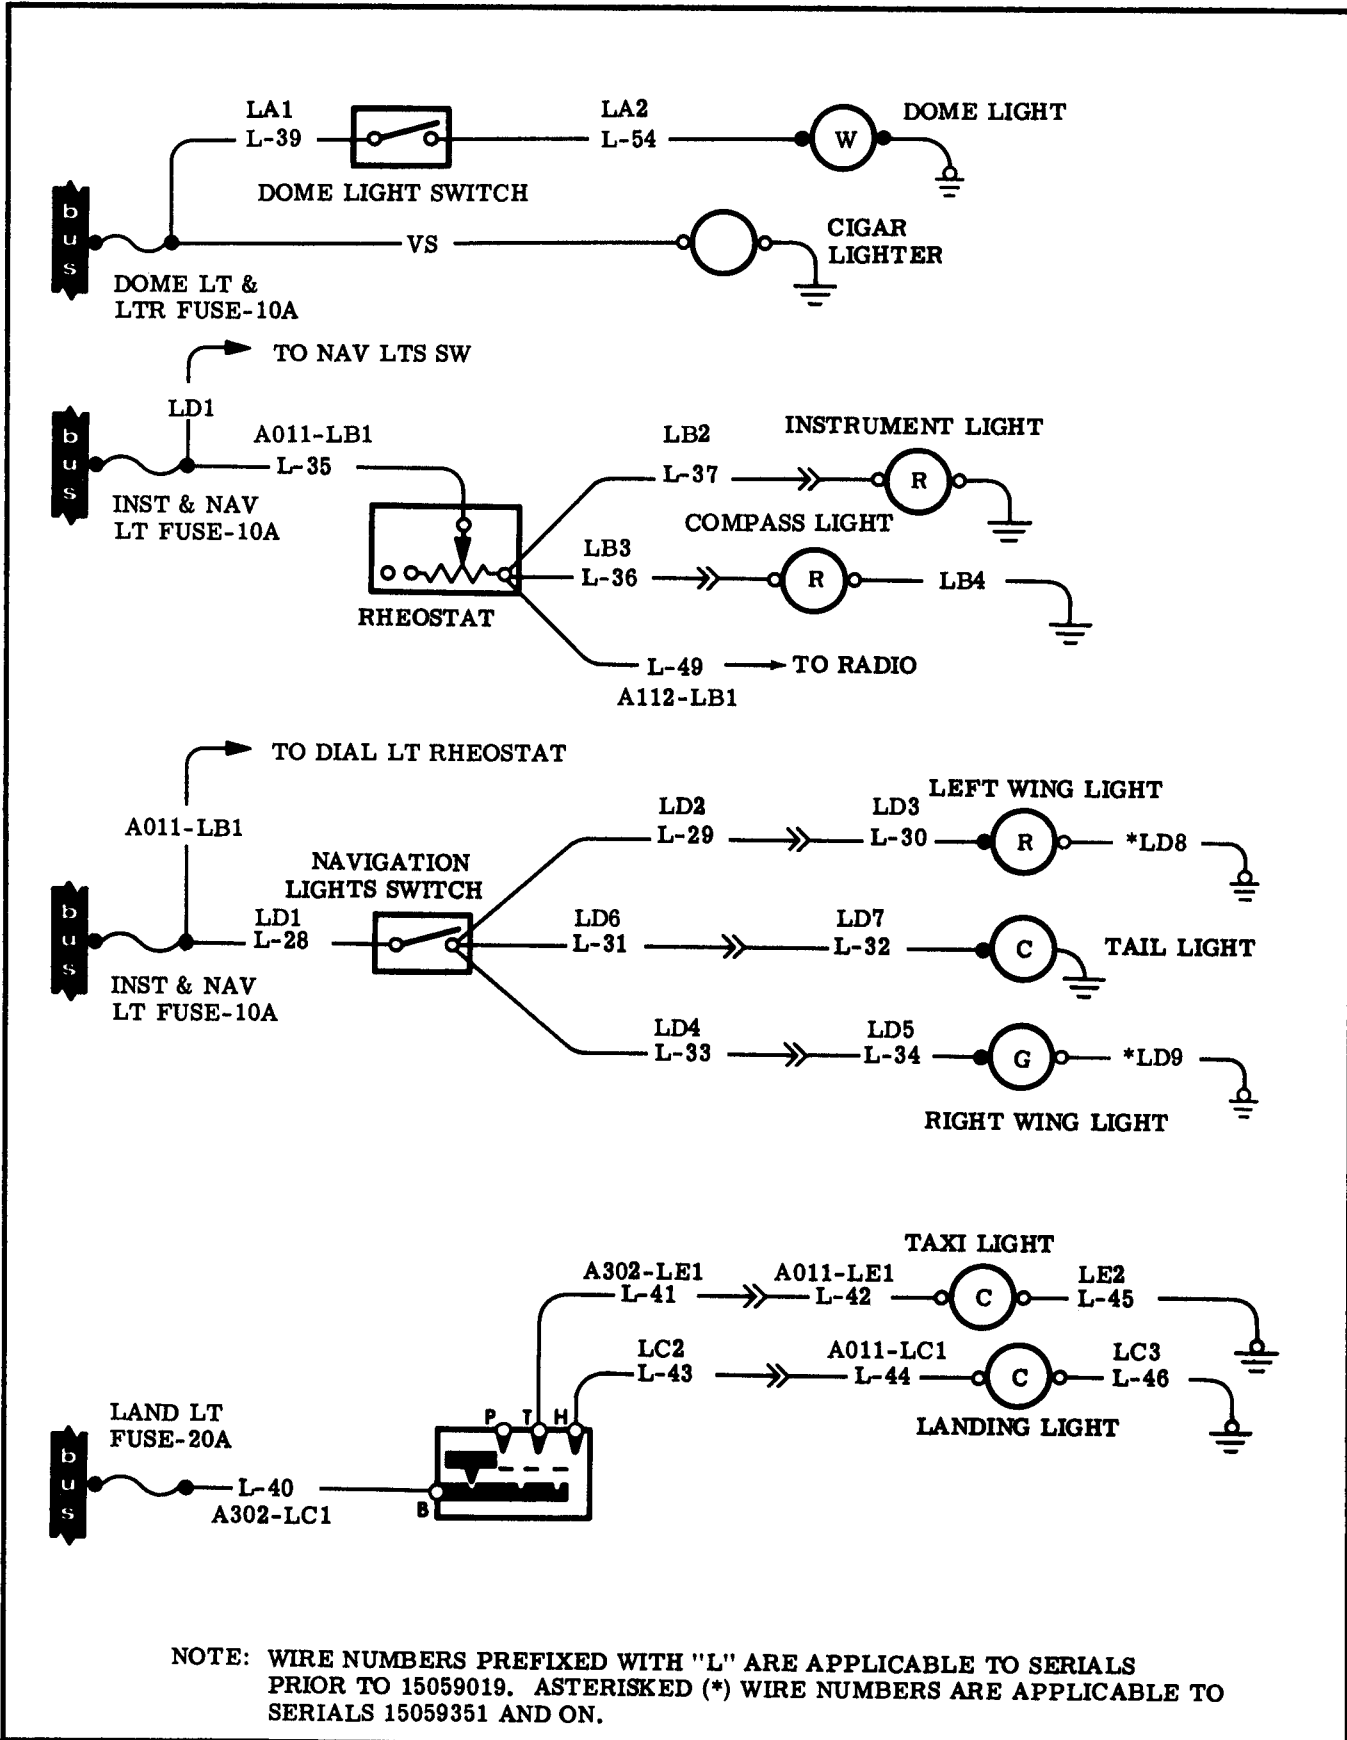 LA1
L-39
LA2
L-54
W
DOME LIGHT
DOME LIGHT SWITCH
bus
VS
CIGAR
LIGHTER
DOME LT &
LTR FUSE-10A
TO NAV LTS SW
LD1
bus
A011-LB1
L-35
INST & NAV
LT FUSE-10A
LB2
L-37
INSTRUMENT LIGHT
R
COMPASS LIGHT
LB3
L-36
R
LB4
RHEOSTAT
L-49
A112-LB1
TO RADIO
TO DIAL LT RHEOSTAT
A011-LB1
bus
LD1
L-28
INST & NAV
LT FUSE-10A
NAVIGATION
LIGHTS SWITCH
LD2
L-29
LD3
L-30
LEFT WING LIGHT
R
*LD8
LD6
L-31
LD7
L-32
C
TAIL LIGHT
LD4
L-33
LD5
L-34
G
*LD9
RIGHT WING LIGHT
TAXI LIGHT
A302-LE1
L-41
A011-LE1
L-42
C
LE2
L-45
LC2
L-43
A011-LC1
L-44
C
LC3
L-46
LANDING LIGHT
P T H
LAND LT
FUSE-20A
bus
L-40
A302-LC1
B
NOTE: WIRE NUMBERS PREFIXED WITH "L" ARE APPLICABLE TO SERIALS
PRIOR TO 15059019. ASTERISKED (*) WIRE NUMBERS ARE APPLICABLE TO
SERIALS 15059351 AND ON.